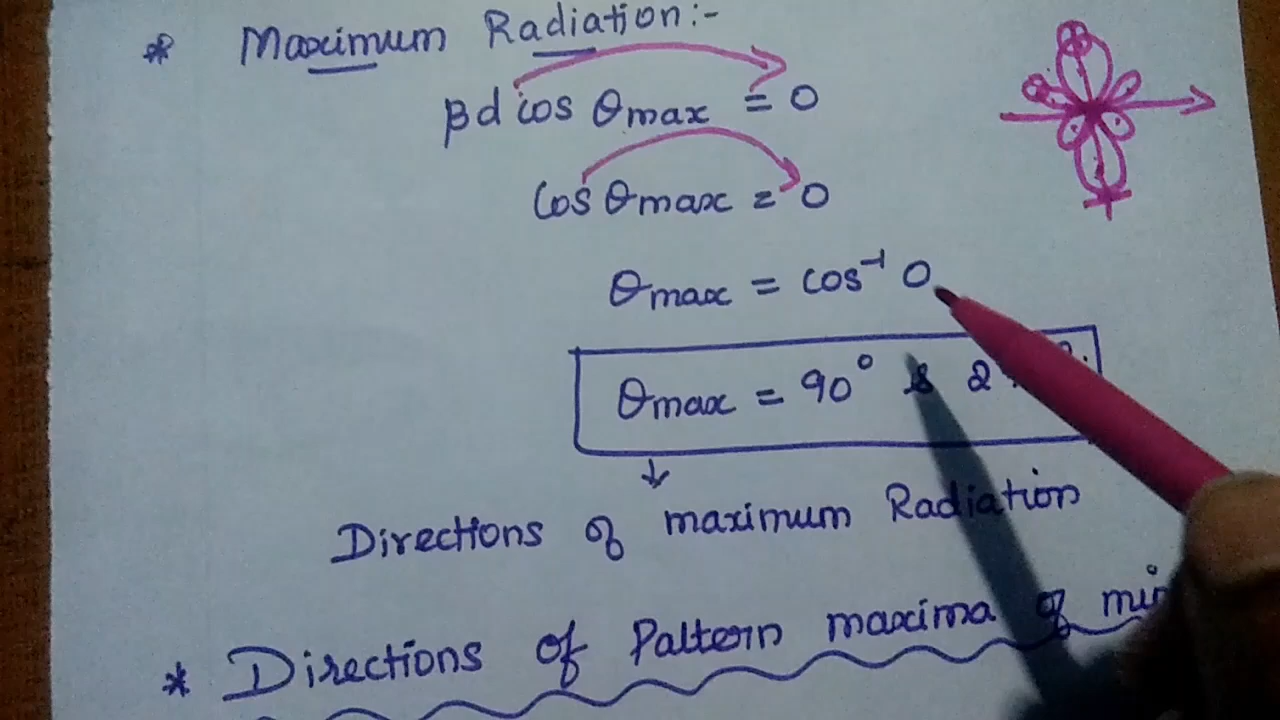 * Maximum Radiation:-
βd cos θmax = 0
Cos θmax = 0
θmax = cos⁻¹ 0
θmax = 90° &
↓
Directions of maximum Radiation
* Directions of Pattern maxima of